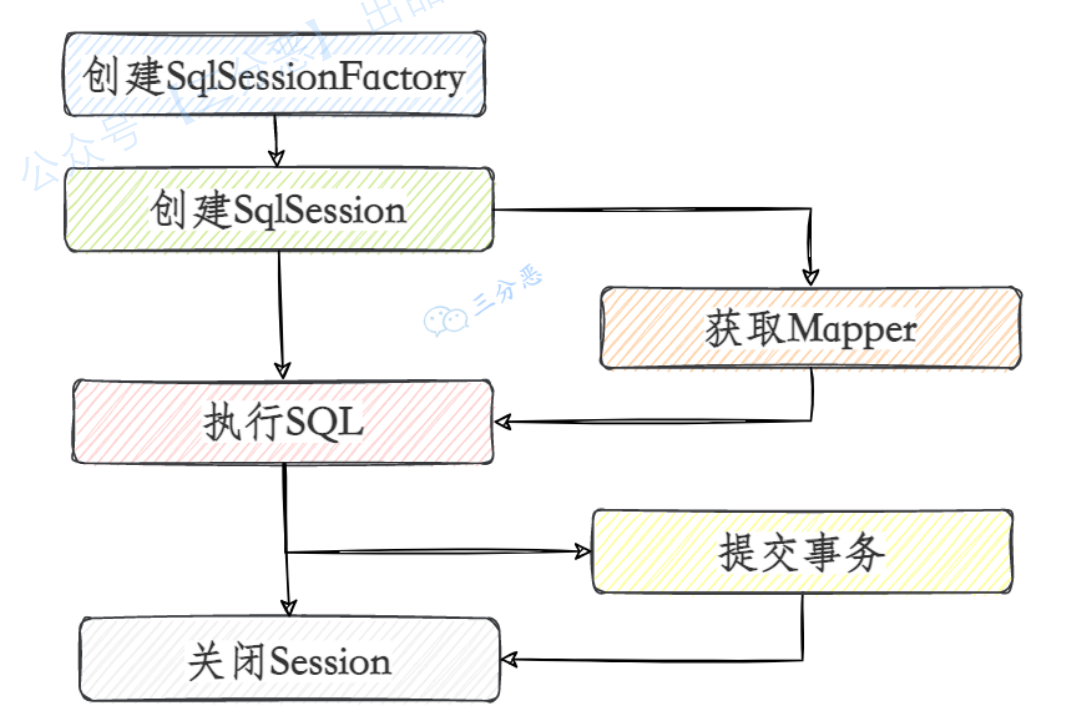 公众号【三分恶】出品
创建SqlSessionFactory
创建SqlSession
三分恶
获取Mapper
执行SQL
提交事务
关闭Session